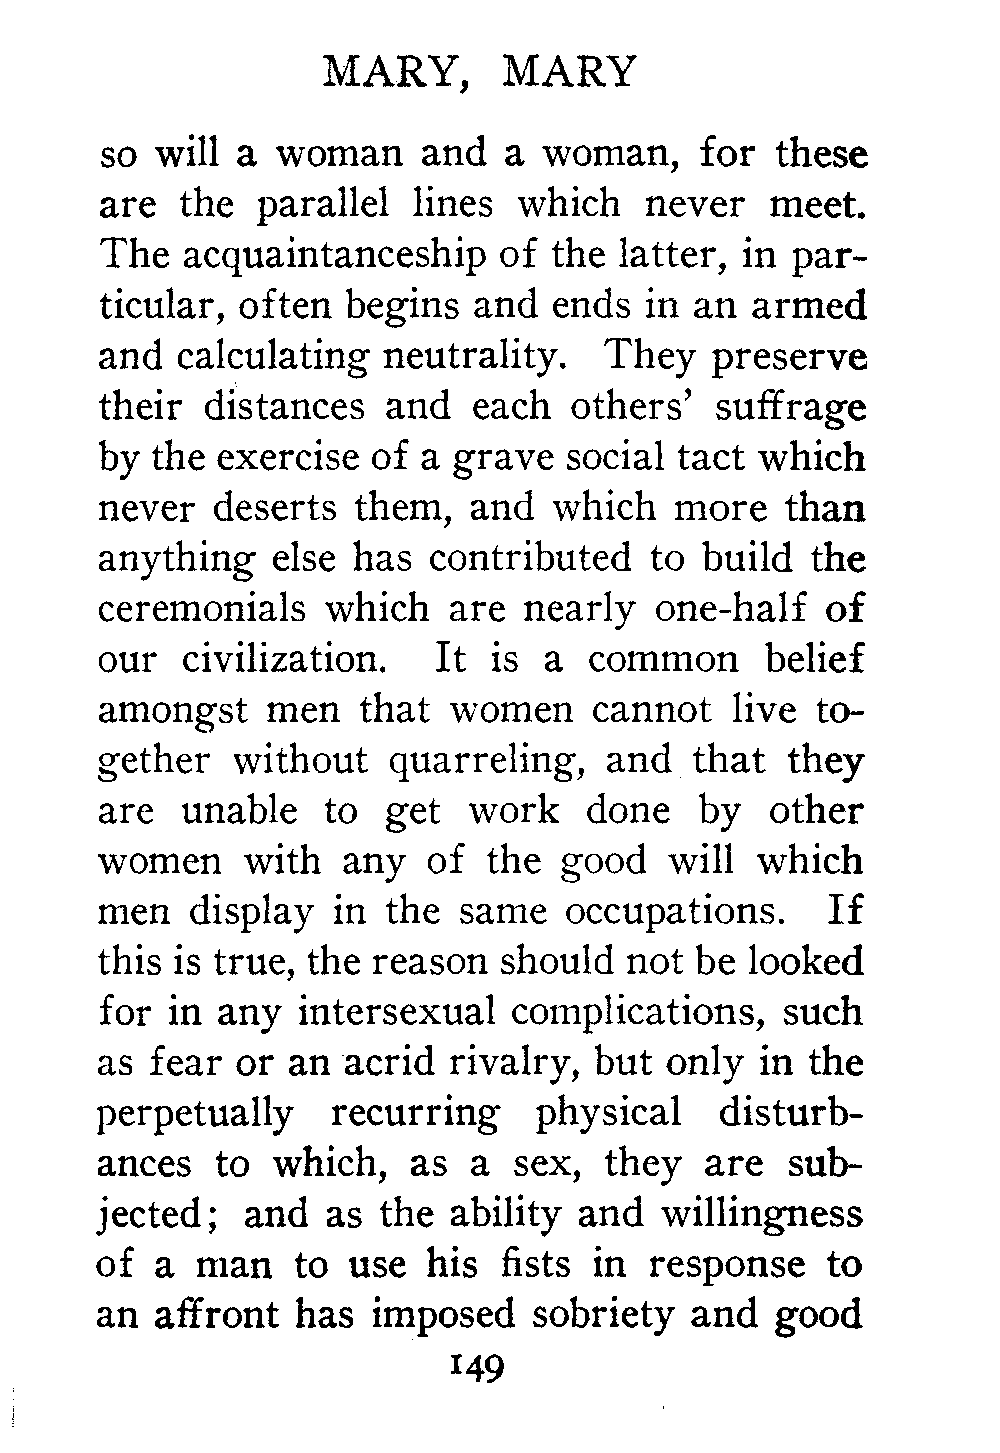 MARY, MARY
so will a woman and a woman, for these
are the parallel lines which never meet.
The acquaintanceship of the latter, in par-
ticular, often begins and ends in an armed
and calculating neutrality. They preserve
their distances and each others' suffrage
by the exercise of a grave social tact which
never deserts them, and which more than
anything else has contributed to build the
ceremonials which are nearly one-half of
our civilization. It is a common belief
amongst men that women cannot live to-
gether without quarreling, and that they
are unable to get work done by other
women with any of the good will which
men display in the same occupations. If
this is true, the reason should not be looked
for in any intersexual complications, such
as fear or an acrid rivalry, but only in the
perpetually recurring physical disturb-
ances to which, as a sex, they are sub-
jected; and as the ability and willingness
of a man to use his fists in response to
an affront has imposed sobriety and good
149